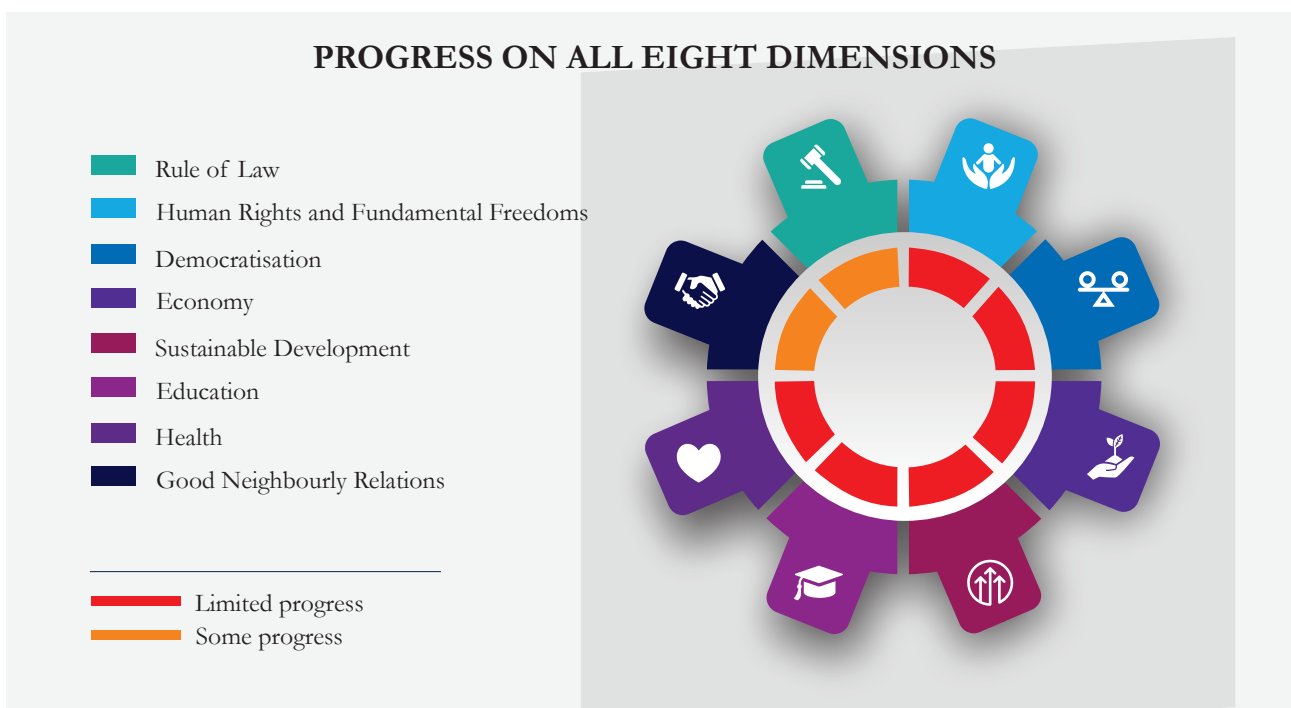 PROGRESS ON ALL EIGHT DIMENSIONS
Rule of Law
Human Rights and Fundamental Freedoms
Democratisation
Economy
Sustainable Development
Education
Health
Good Neighbourly Relations
Limited progress
Some progress